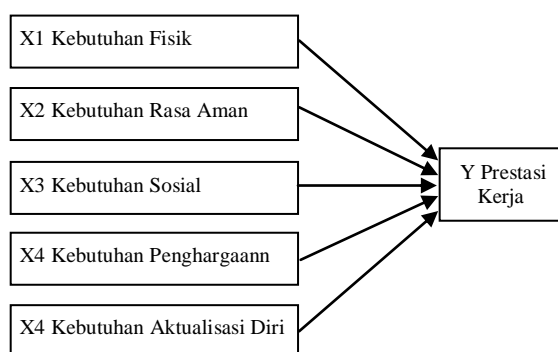 X1 Kebutuhan Fisik
X2 Kebutuhan Rasa Aman
X3 Kebutuhan Sosial
X4 Kebutuhan Penghargaann
X4 Kebutuhan Aktualisasi Diri
Y Prestasi
Kerja